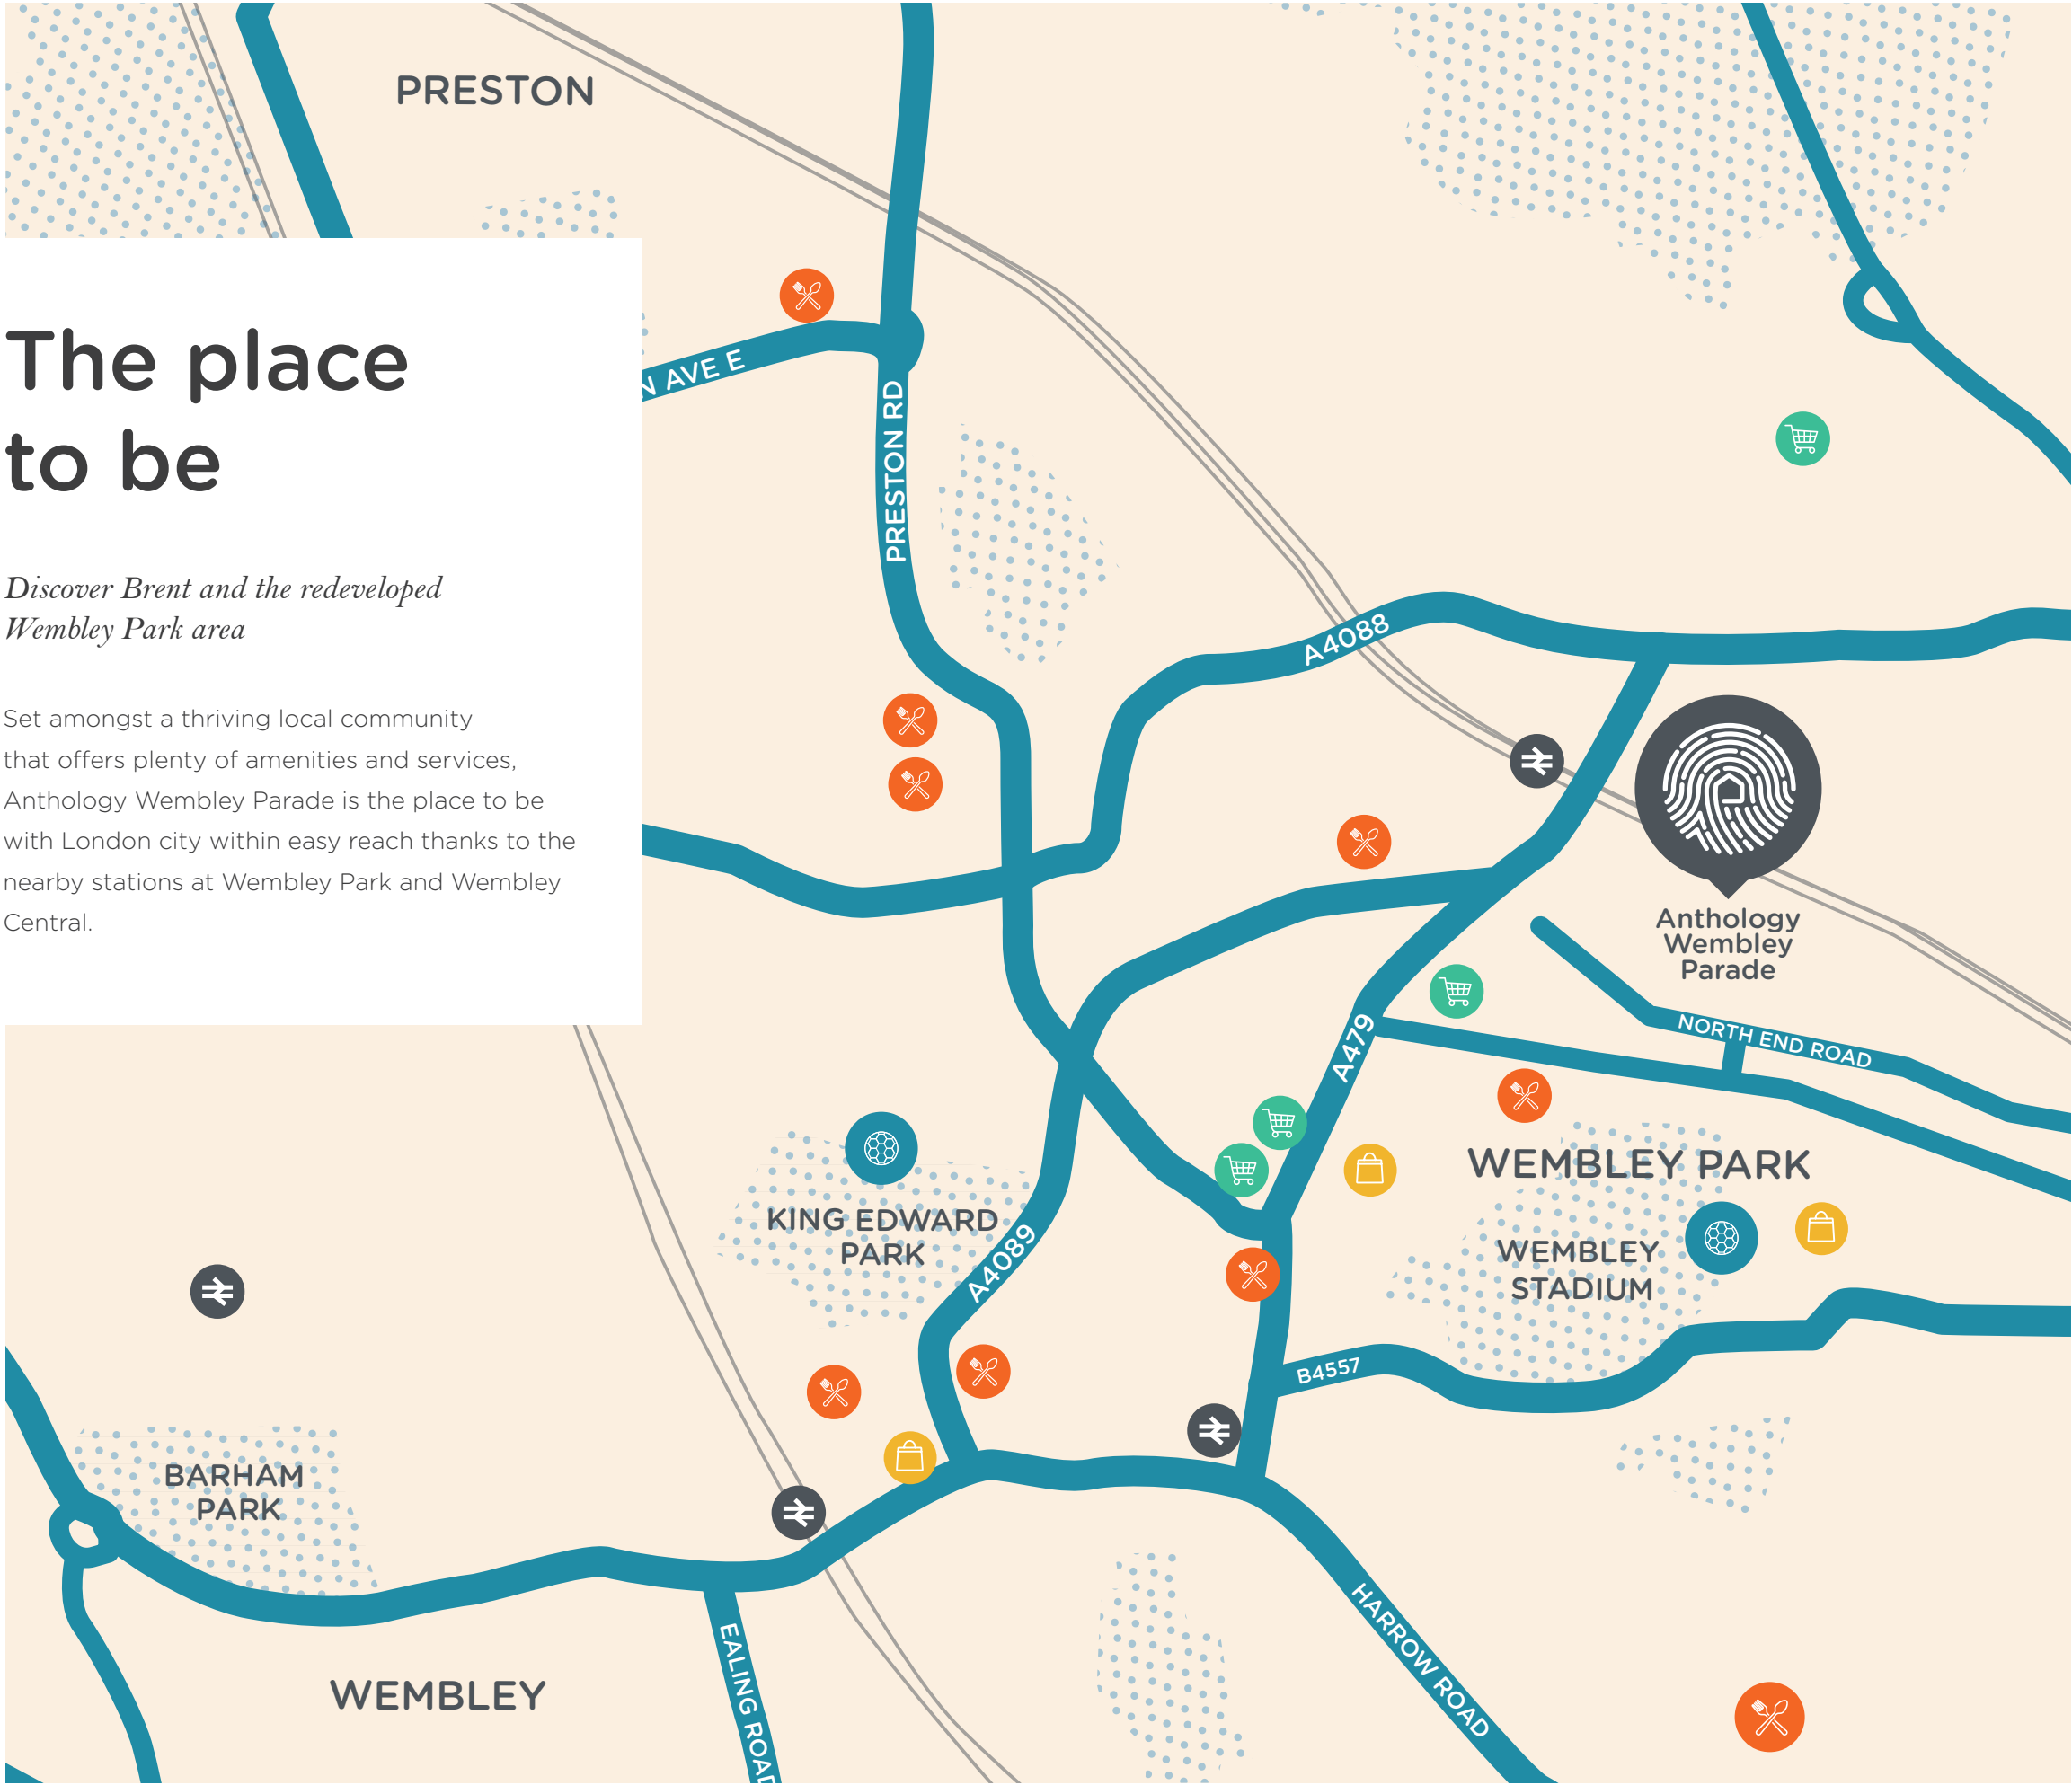 PRESTON
The place
to be
Discover Brent and the redeveloped
Wembley Park area
Set amongst a thriving local community
that offers plenty of amenities and services,
Anthology Wembley Parade is the place to be
with London city within easy reach thanks to the
nearby stations at Wembley Park and Wembley
Central.
N AVE E
PRESTON RD
A4088
Anthology
Wembley
Parade
NORTH END ROAD
A479
WEMBLEY PARK
WEMBLEY
STADIUM
KING EDWARD
PARK
A4089
B4557
BARHAM
PARK
WEMBLEY
EALING ROAD
HARROW ROAD